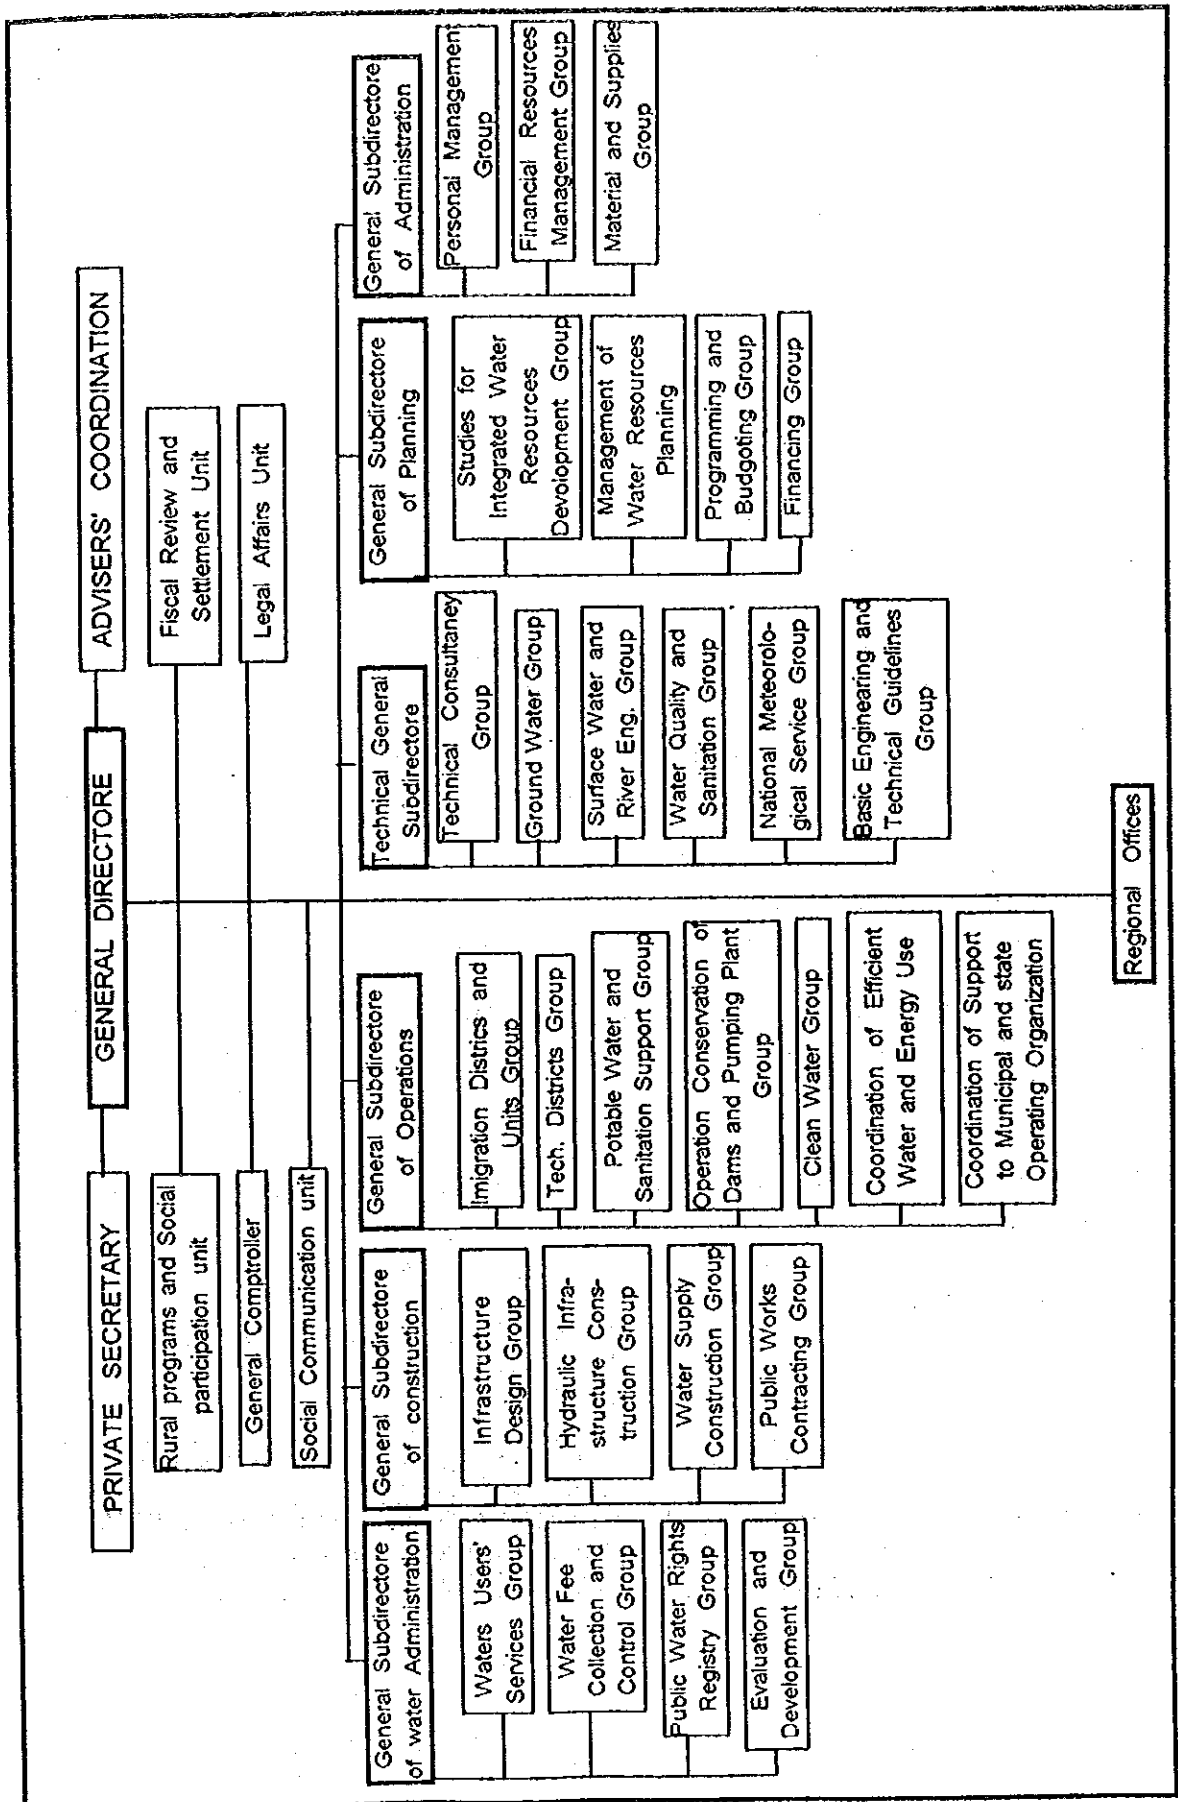 PRIVATE SECRETARY
GENERAL DIRECTORE
ADVISERS' COORDINATION
Rural programs and Social
participation unit
Fiscal Review and
Settlement Unit
General Comptroller
Legal Affairs Unit
Social Communication unit
General Subdirectore
of water Administration
Waters Users'
Services Group
Water Fee
Collection and
Control Group
Public Water Rights
Registry Group
Evaluation and
Development Group
General Subdirectore
of construction
Infrastructure
Design Group
Hydraulic Infra-
structure Cons-
truction Group
Water Supply
Construction Group
Public Works
Contracting Group
General Subdirectore
of Operations
Imigration Districs and
Units Group
Tech. Districts Group
Potable Water and
Sanitation Support Group
Operation Conservation of
Dams and Pumping Plant
Group
Clean Water Group
Coordination of Efficient
Water and Energy Use
Coordination of Support
to Municipal and state
Operating Organization
Technical General
Subdirectore
Technical Consultaney
Group
Ground Water Group
Surface Water and
River Eng. Group
Water Quality and
Sanitation Group
National Meteorolo-
gical Service Group
Basic Enginearing and
Technical Guidelines
Group
General Subdirectore
of Planning
Studies for
Integrated Water
Resources
Devolopment Group
Management of
Water Resources
Planning
Programming and
Budgoting Group
Financing Group
General Subdirectore
of Administration
Personal Management
Group
Financial Resources
Management Group
Material and Supplies
Group
Regional Offices